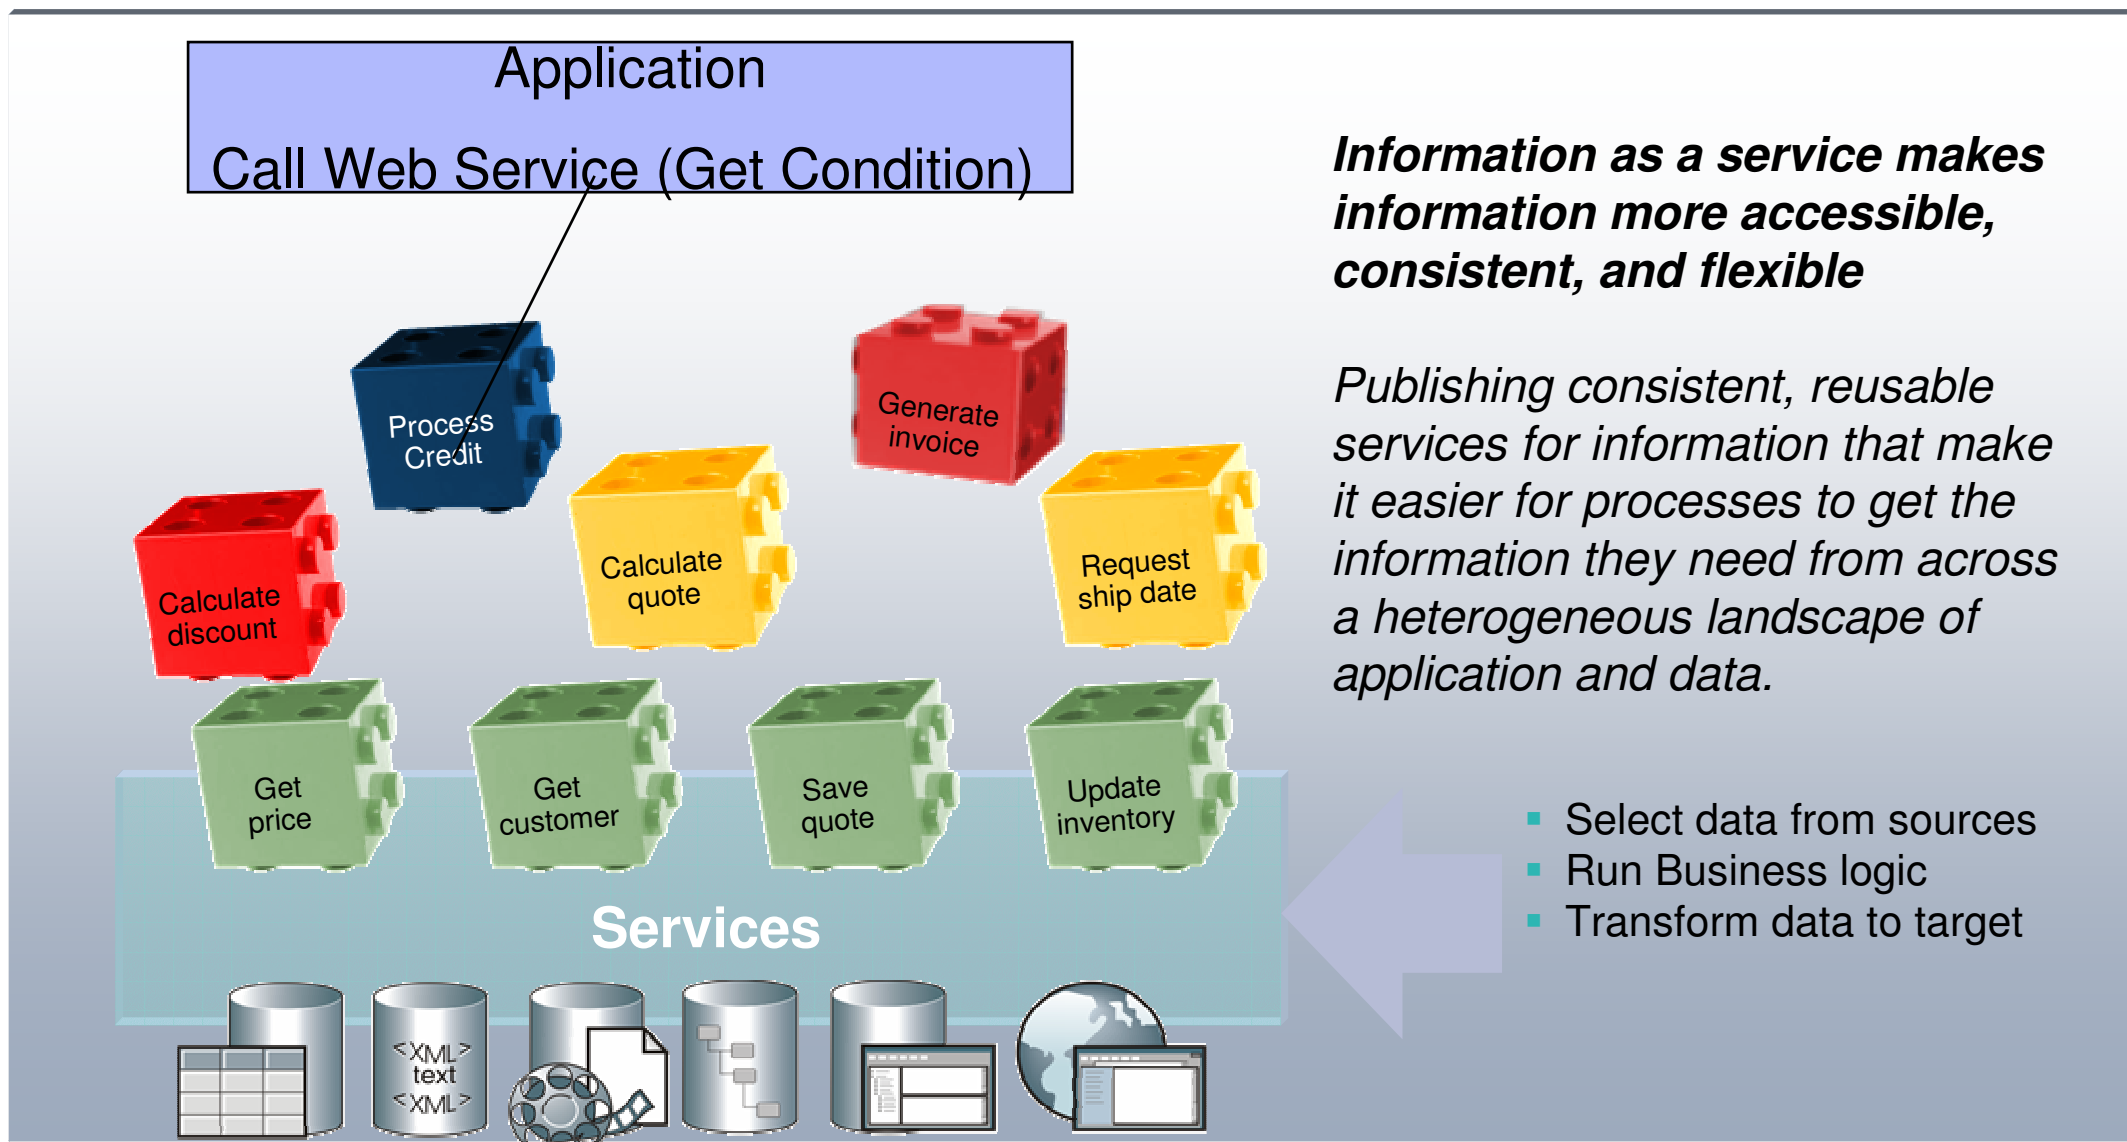 Application
Call Web Service (Get Condition)
Information as a service makes
information more accessible,
consistent, and flexible
Publishing consistent, reusable
services for information that make
it easier for processes to get the
information they need from across
a heterogeneous landscape of
application and data.
Process
Credit
Generate
invoice
Calculate
discount
Calculate
quote
Request
ship date
Get
price
Get
customer
Save
quote
Update
inventory
Services
▪ Select data from sources
▪ Run Business logic
▪ Transform data to target
<XML>
text
<XML>